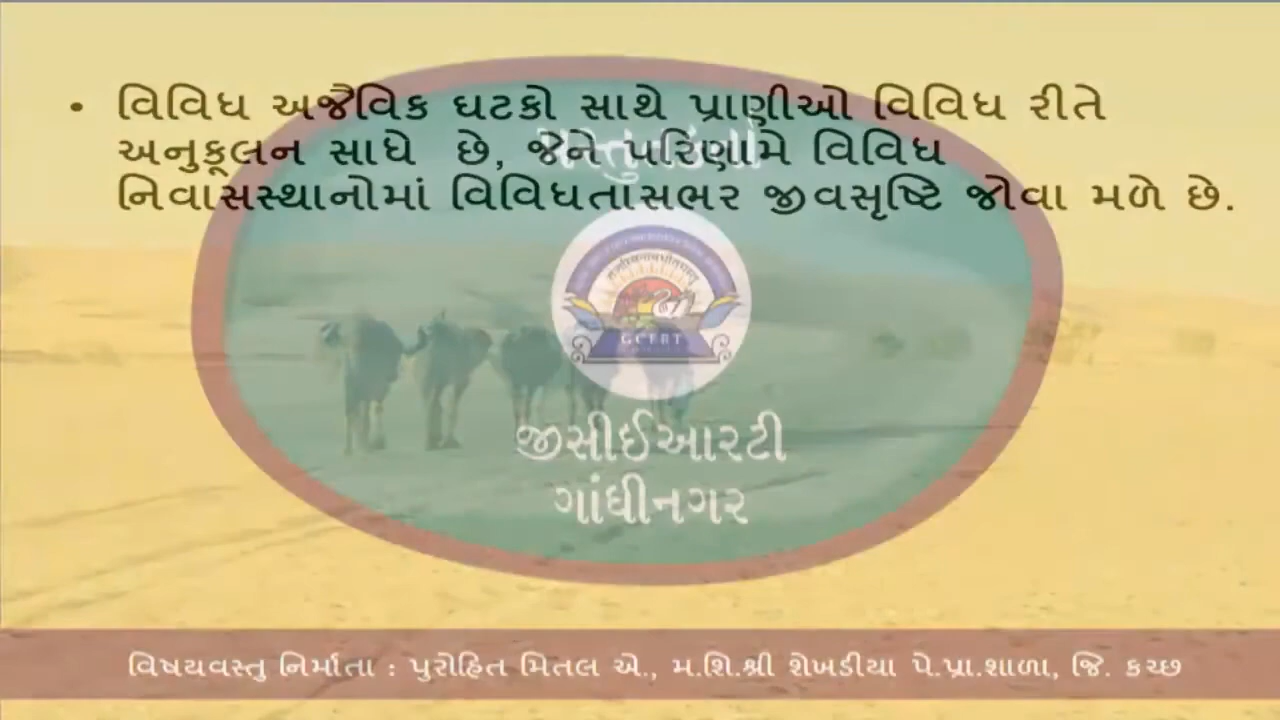 • વિવિધ અજૈવિક ઘટકો સાથે પ્રાણીઓ વિવિધ રીતે
અનુકૂલન સાધે છે, જેને પરિણામે વિવિધ
નિવાસસ્થાનોમાં વિવિધતાસભર જીવસૃષ્ટિ જોવા મળે છે.
GCERT
જીસીઈઆરટી
ગાંધીનગર
વિષયવસ્તુ નિર્માતા : પુરોહિત મિતલ એ., મ.શિ.શ્રી શેખડીયા પે.પ્રા.શાળા, જિ. કચ્છ